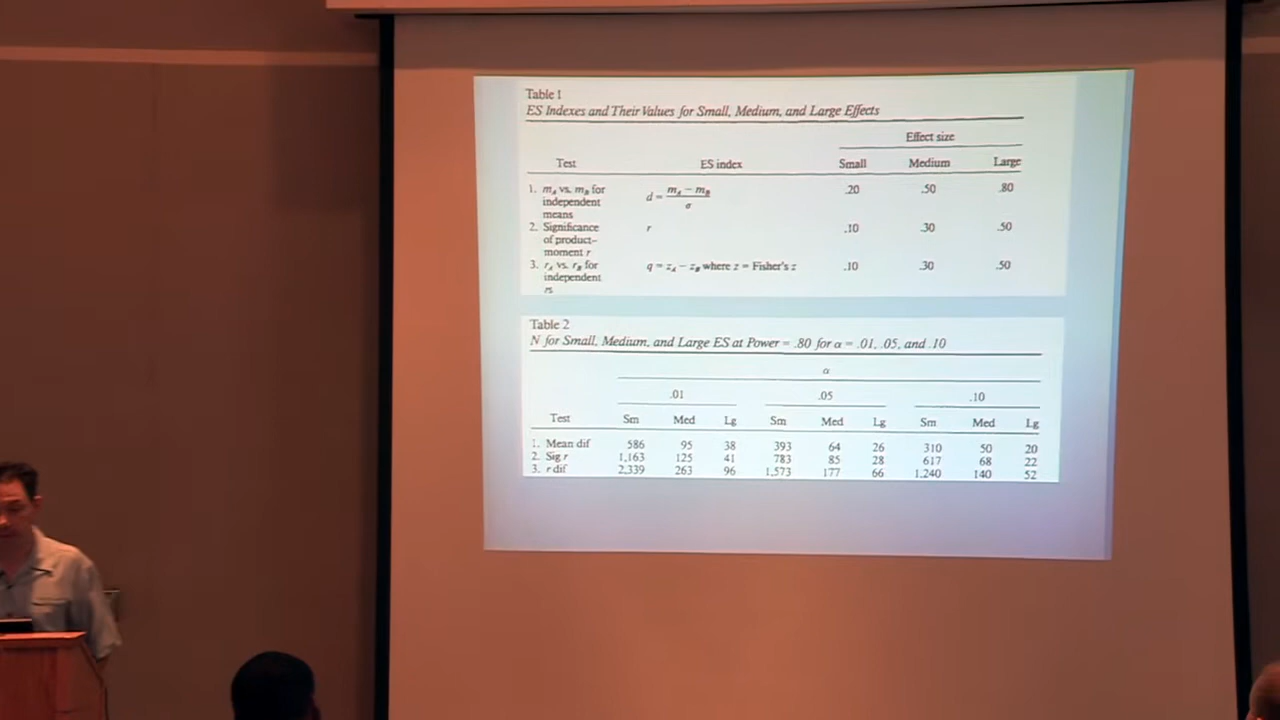 Table 1
ES Indexes and Their Values for Small, Medium, and Large Effects
Effect size
Test ES index Small Medium Large
1. mA vs. mB for independent means d = mA − mB / σ .20 .50 .80
2. Significance of product-moment r r .10 .30 .50
3. rA vs. rB for independent rs q = zA − zB where z = Fisher's z .10 .30 .50
Table 2
N for Small, Medium, and Large ES at Power = .80 for α = .01, .05, and .10
α
.01 .05 .10
Test Sm Med Lg Sm Med Lg Sm Med Lg
1. Mean dif 586 95 38 393 64 26 310 50 20
2. Sig r 1,163 125 41 783 85 28 617 68 22
3. r dif 2,339 263 96 1,573 177 66 1,240 140 52